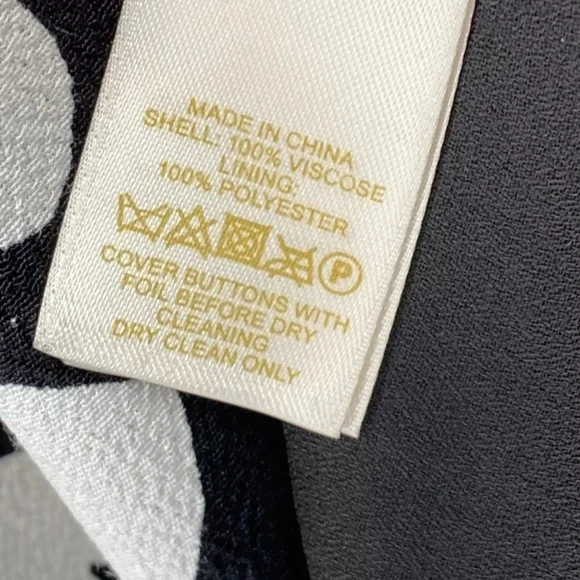 MADE IN CHINA
SHELL: 100% VISCOSE
LINING:
100% POLYESTER
P
COVER BUTTONS WITH
FOIL BEFORE DRY
CLEANING
DRY CLEAN ONLY